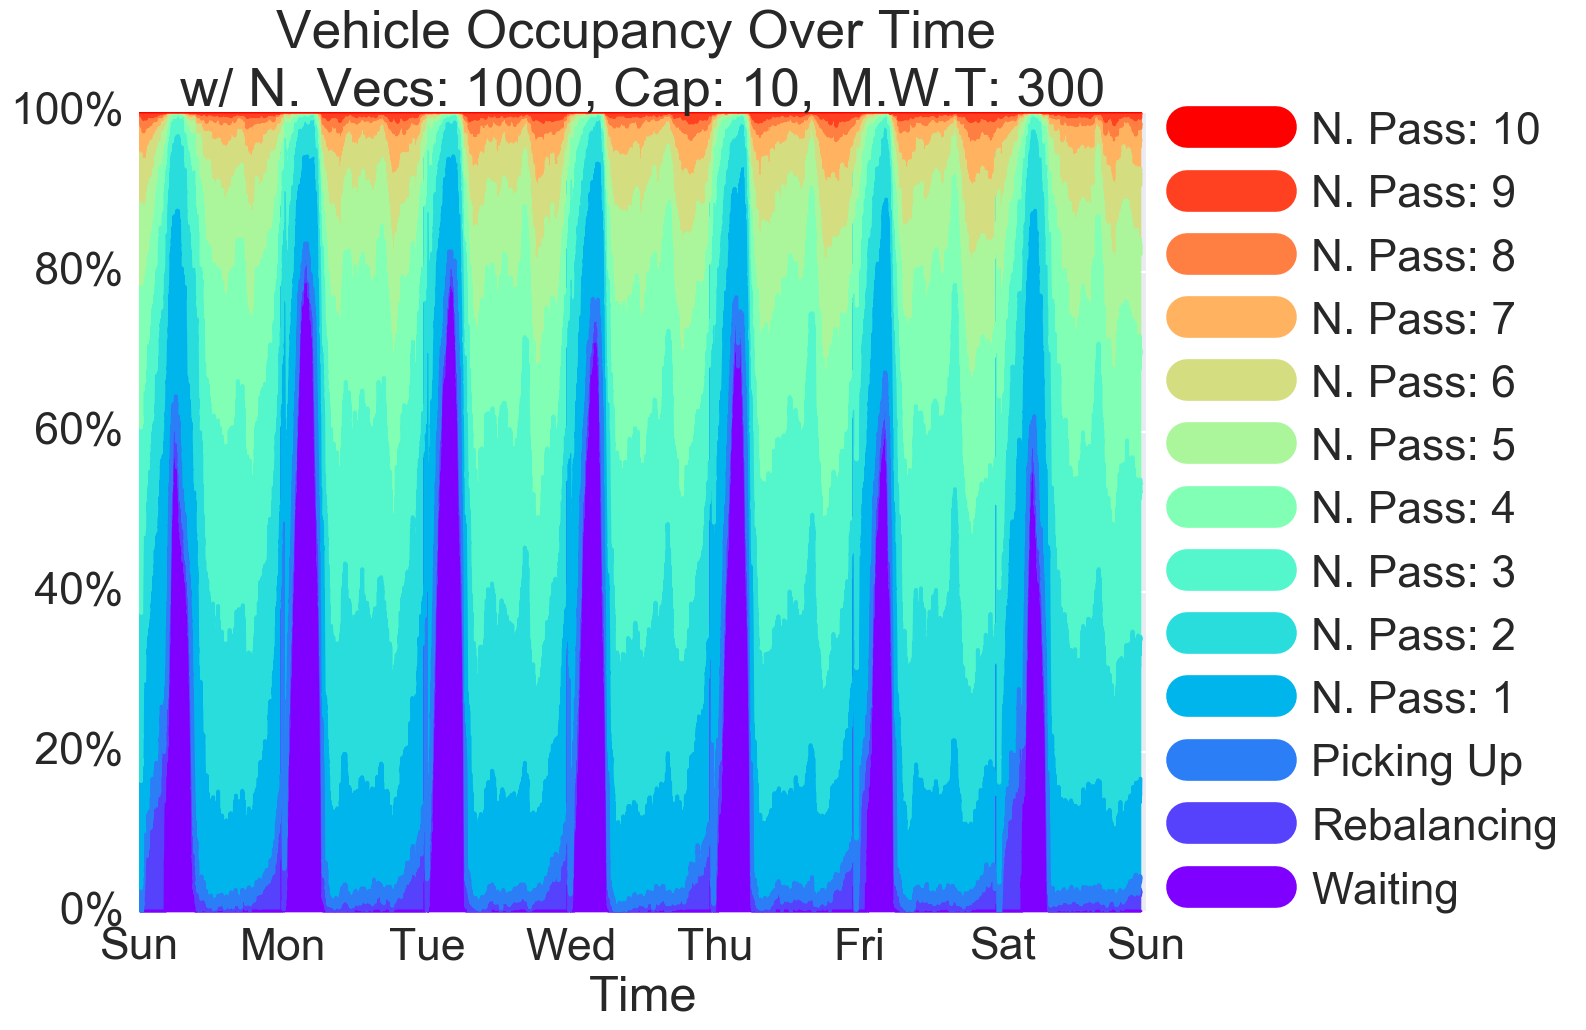 Vehicle Occupancy Over Time
w/ N. Vecs: 1000, Cap: 10, M.W.T: 300
100%
80%
60%
40%
20%
0%
Sun Mon Tue Wed Thu Fri Sat Sun
Time
N. Pass: 10
N. Pass: 9
N. Pass: 8
N. Pass: 7
N. Pass: 6
N. Pass: 5
N. Pass: 4
N. Pass: 3
N. Pass: 2
N. Pass: 1
Picking Up
Rebalancing
Waiting